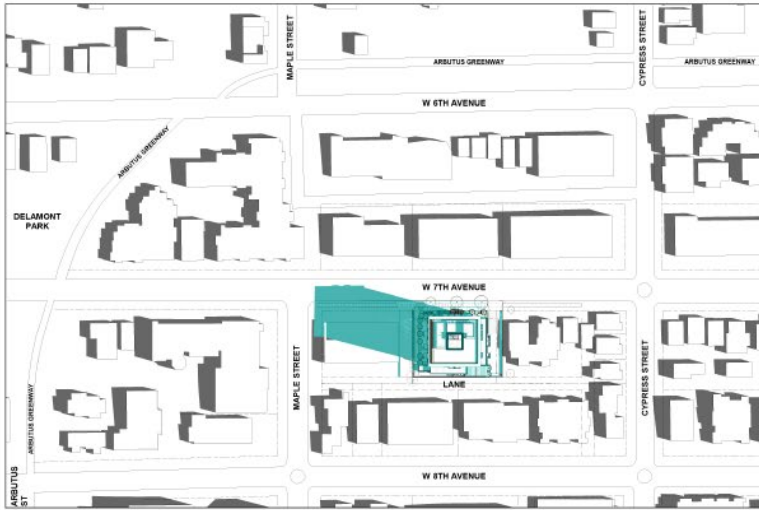 MAPLE STREET
CYPRESS STREET
ARBUTUS GREENWAY
ARBUTUS GREENWAY
W 6TH AVENUE
ARBUTUS GREENWAY
DELAMONT
PARK
W 7TH AVENUE
MAPLE STREET
LANE
CYPRESS STREET
ARBUTUS GREENWAY
ARBUTUS
ST
W 8TH AVENUE